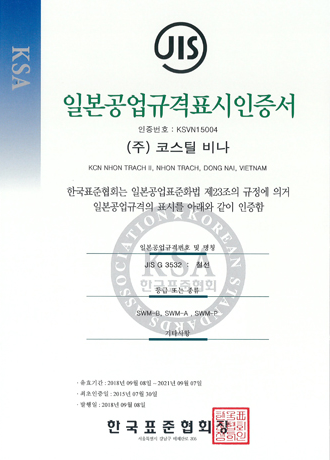 JIS
KSA
일본공업규격표시인증서
인증번호 : KSVN15004
(주) 코스틸 비나
KCN NHON TRACH II, NHON TRACH, DONG NAI, VIETNAM
한국표준협회는 일본공업표준화법 제23조의 규정에 의거
일본공업규격의 표시를 아래와 같이 인증함
KOREAN STANDARDS ASSOCIATION
KSA
한국표준협회
일본공업규격번호 및 명칭
JIS G 3532 : 철선
등급 또는 종류
SWM-B, SWM-A , SWM-P
기타사항
· 유효기간 : 2018년 09월 08일 ~ 2021년 09월 07일
· 최초인증일 : 2015년 07월 30일
· 발행일 : 2018년 09월 08일
한국표준협회장
서울특별시 강남구 테헤란로 305